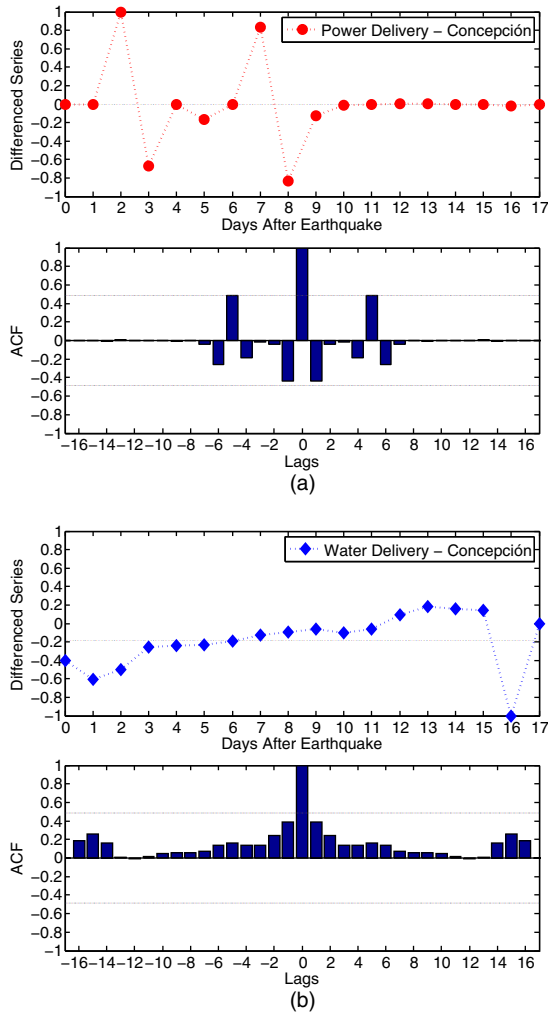 Power Delivery − Concepción
Differenced Series
1
0.8
0.6
0.4
0.2
0
−0.2
−0.4
−0.6
−0.8
−1
0 1 2 3 4 5 6 7 8 9 10 11 12 13 14 15 16 17
Days After Earthquake
ACF
1
0.8
0.6
0.4
0.2
0
−0.2
−0.4
−0.6
−0.8
−1
−16 −14 −12 −10 −8 −6 −4 −2 0 2 4 6 8 10 12 14 16
Lags
(a)
Water Delivery − Concepción
Differenced Series
1
0.8
0.6
0.4
0.2
0
−0.2
−0.4
−0.6
−0.8
−1
0 1 2 3 4 5 6 7 8 9 10 11 12 13 14 15 16 17
Days After Earthquake
ACF
1
0.8
0.6
0.4
0.2
0
−0.2
−0.4
−0.6
−0.8
−1
−16 −14 −12 −10 −8 −6 −4 −2 0 2 4 6 8 10 12 14 16
Lags
(b)